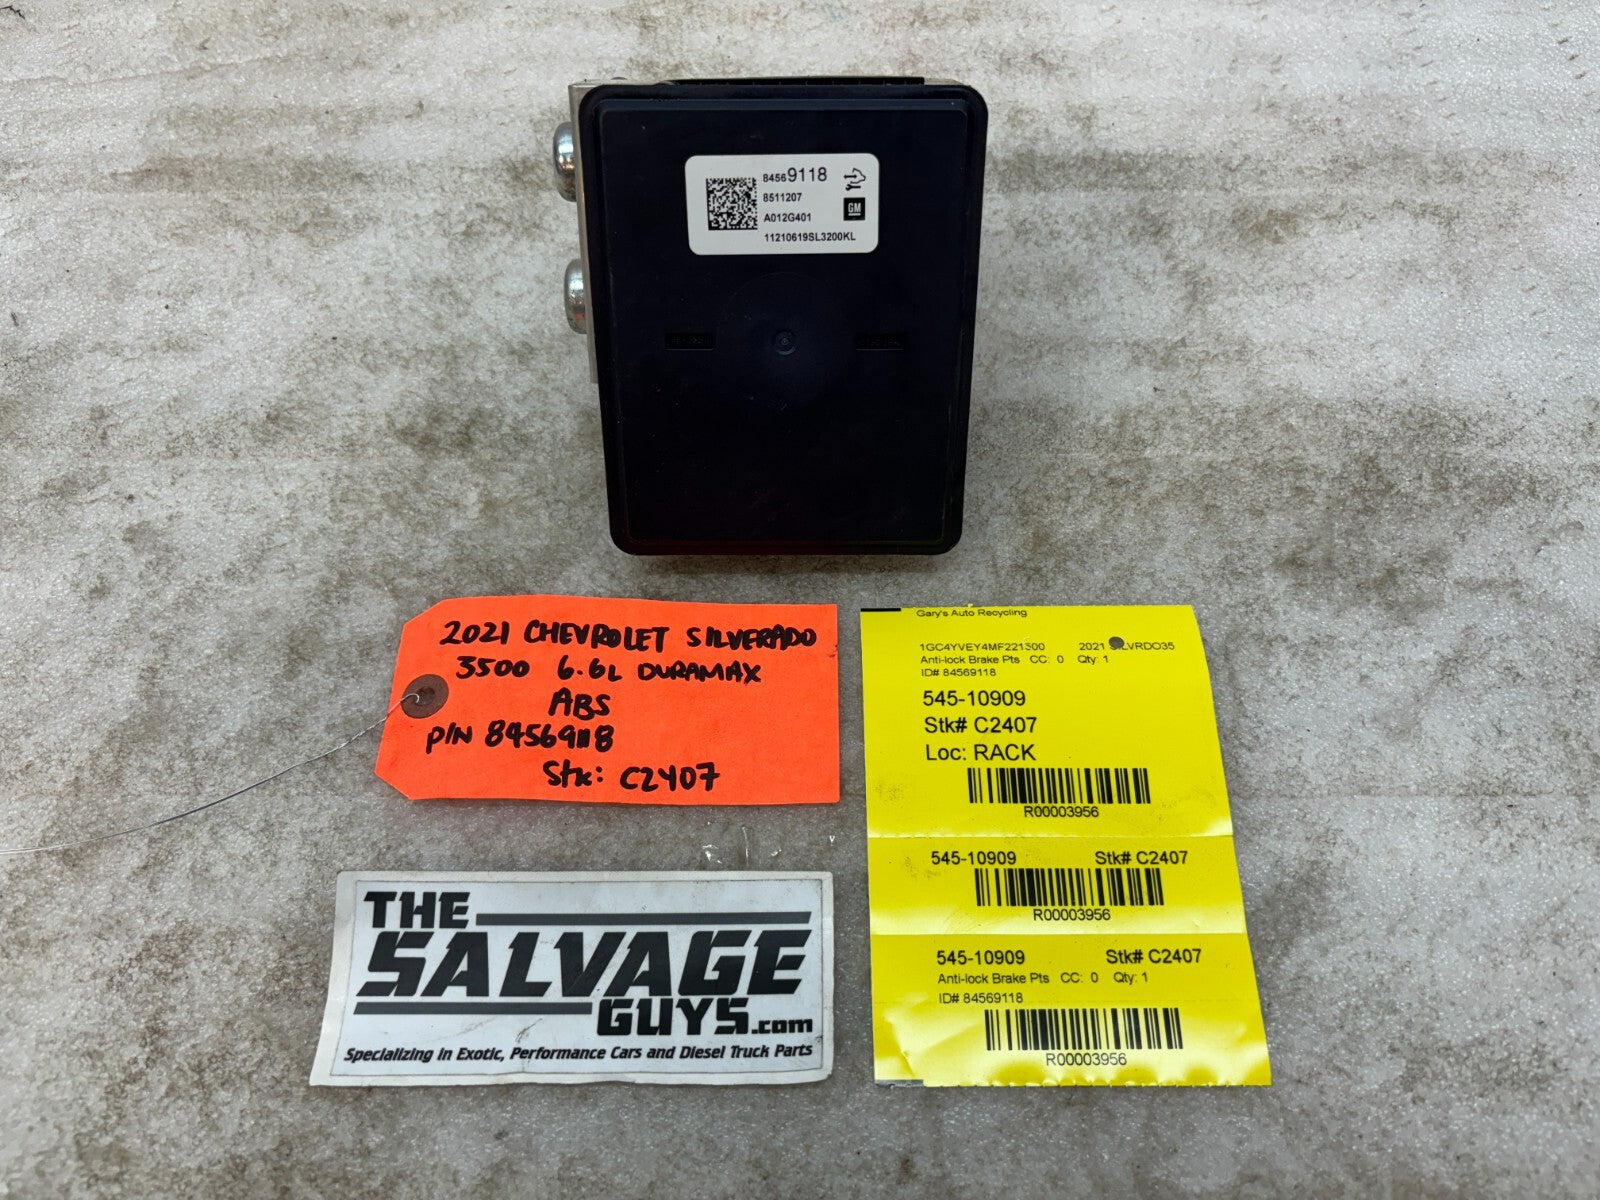 84569118
8511207
GM
A012G401
11210619SL3200KL
2021 CHEVROLET SILVERADO
3500 6.6L DURAMAX
ABS
P/N 84569118
Stk: C2407
Gary's Auto Recycling
1GC4YVEY4MF221300 2021 SILVRDO35
Anti-lock Brake Pts CC: 0 Qty: 1
ID# 84569118
545-10909
Stk# C2407
Loc: RACK
R00003956
545-10909 Stk# C2407
R00003956
545-10909 Stk# C2407
Anti-lock Brake Pts CC: 0 Qty: 1
ID# 84569118
R00003956
THE
SALVAGE
GUYS.com
Specializing in Exotic, Performance Cars and Diesel Truck Parts